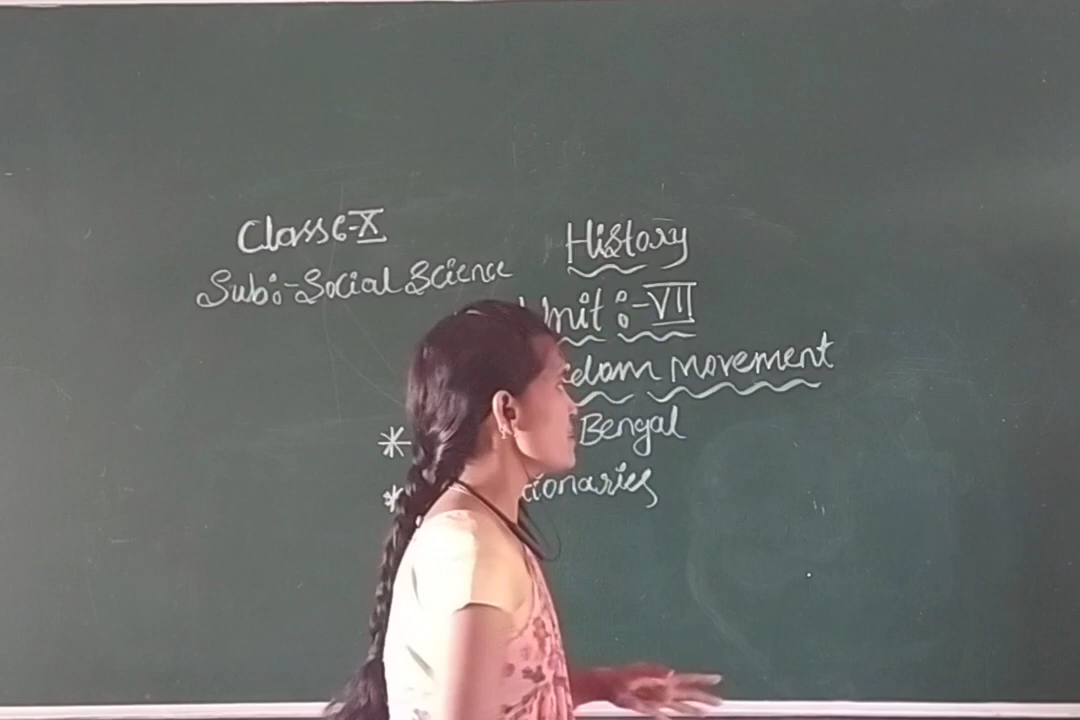 Class:-X
Sub:-Social Science
History
Unit :-VII
movement
* Bengal
*